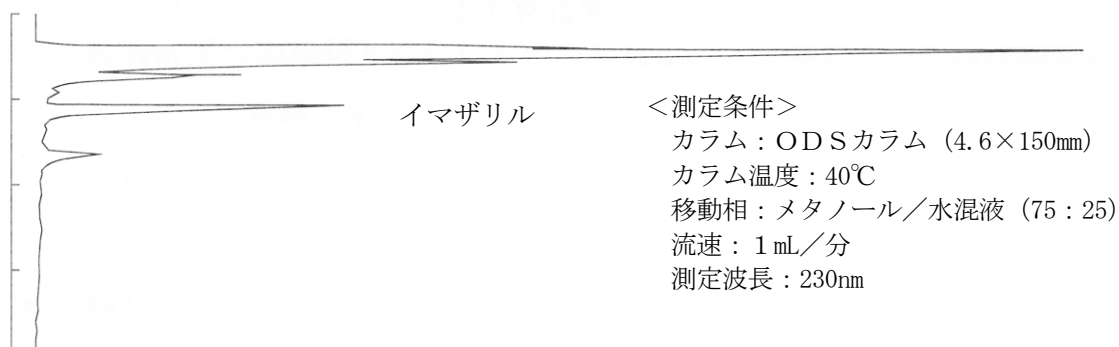 イマザリル
＜測定条件＞
カラム：ＯＤＳカラム（4.6×150㎜）
カラム温度：40℃
移動相：メタノール／水混液（75：25）
流速：１mL／分
測定波長：230nm